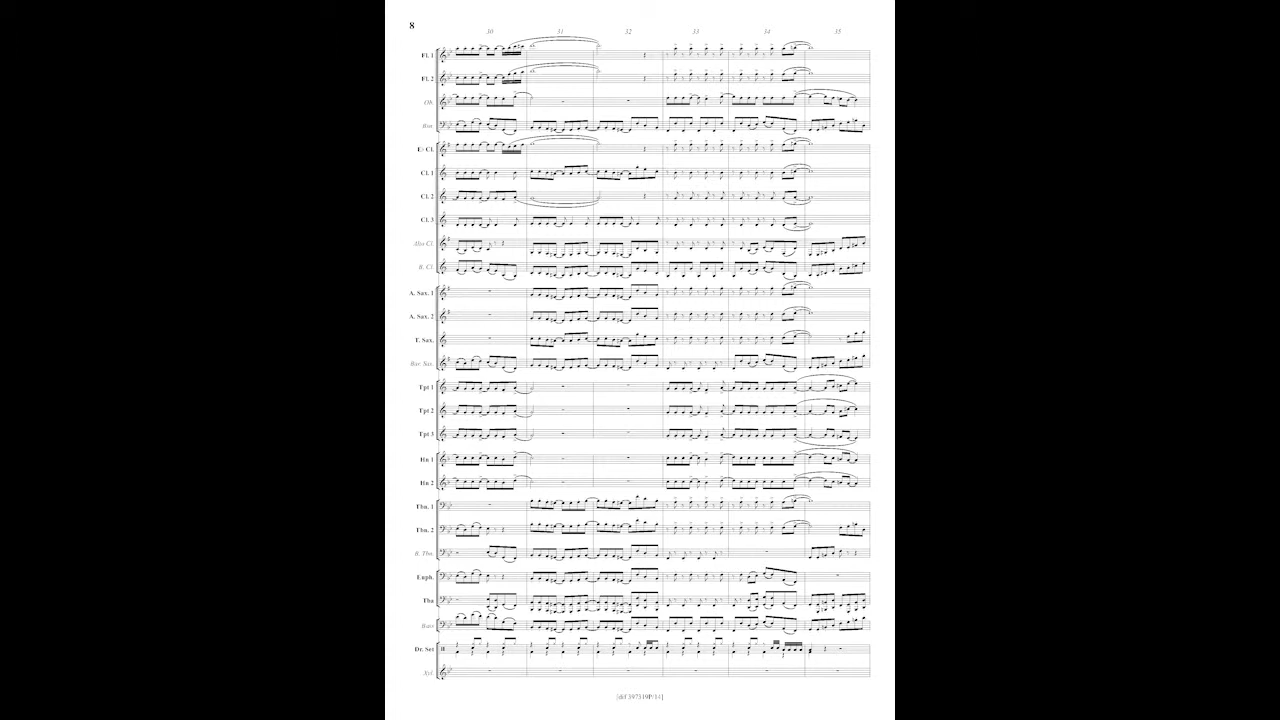 8
30 31 32 33 34 35
Fl. 1
Fl. 2
Ob.
Bsn
E♭ Cl.
Cl. 1
Cl. 2
Cl. 3
Alto Cl.
B. Cl.
A. Sax. 1
A. Sax. 2
T. Sax.
Bar. Sax.
Tpt 1
Tpt 2
Tpt 3
Hn 1
Hn 2
Tbn. 1
Tbn. 2
B. Tbn.
Euph.
Tba
Bass
Dr. Set
Xyl.